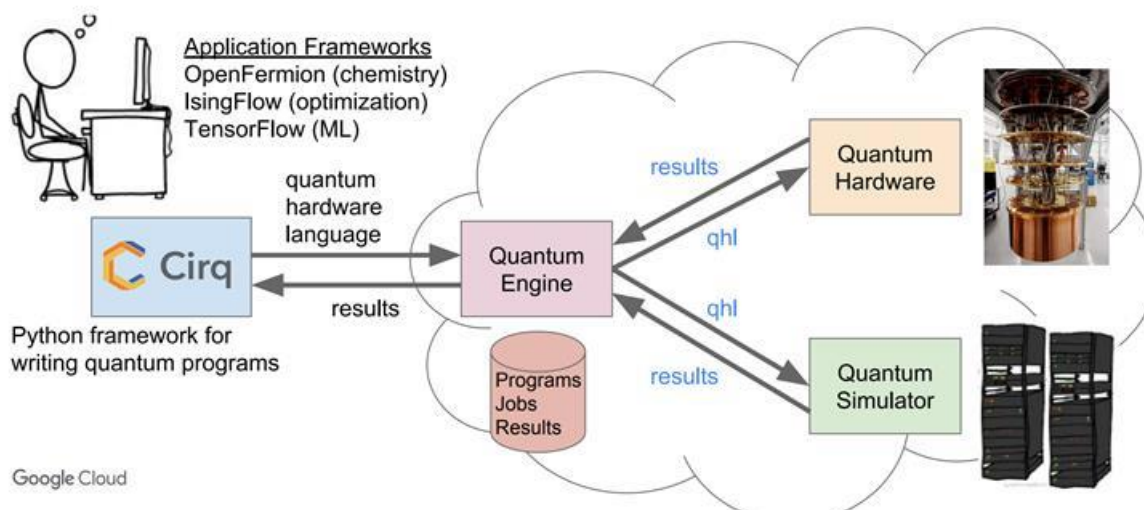 Application Frameworks
OpenFermion (chemistry)
IsingFlow (optimization)
TensorFlow (ML)
quantum
hardware
language
Cirq
results
Python framework for
writing quantum programs
Quantum
Engine
Programs
Jobs
Results
results
qhl
qhl
results
Quantum
Hardware
Quantum
Simulator
Google Cloud